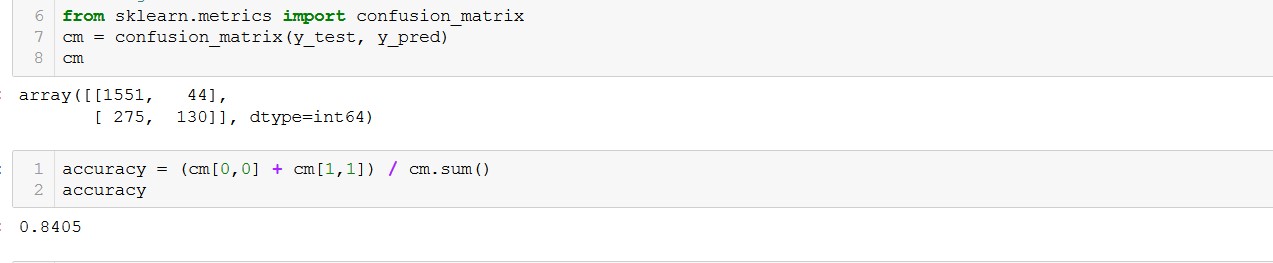 6 from sklearn.metrics import confusion_matrix
7 cm = confusion_matrix(y_test, y_pred)
8 cm
array([[1551,   44],
       [ 275,  130]], dtype=int64)
1 accuracy = (cm[0,0] + cm[1,1]) / cm.sum()
2 accuracy
0.8405